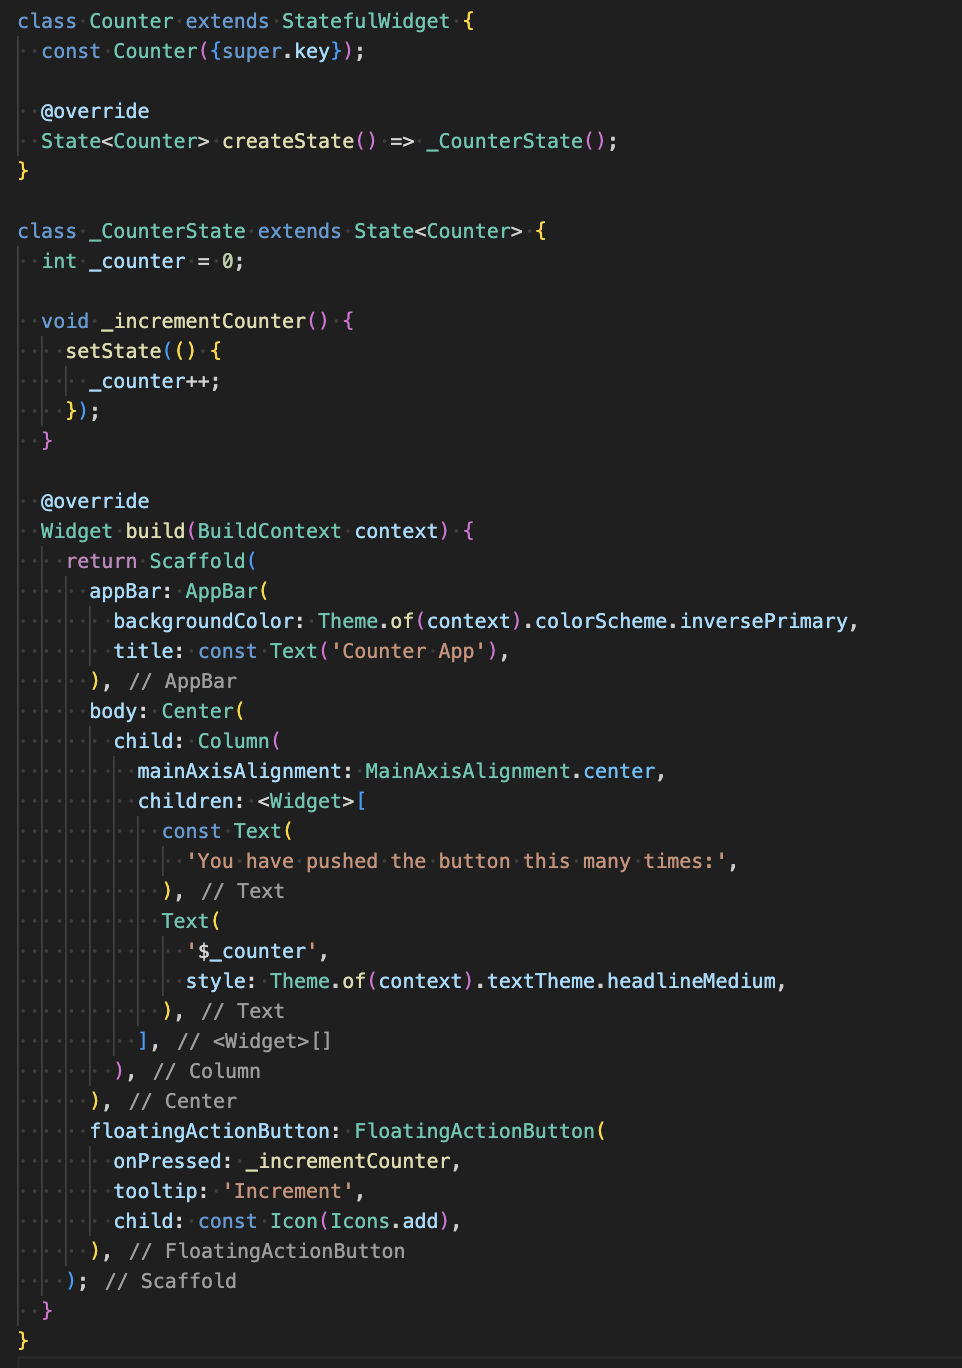 class Counter extends StatefulWidget {
  const Counter({super.key});

  @override
  State<Counter> createState() => _CounterState();
}

class _CounterState extends State<Counter> {
  int _counter = 0;

  void _incrementCounter() {
    setState(() {
      _counter++;
    });
  }

  @override
  Widget build(BuildContext context) {
    return Scaffold(
      appBar: AppBar(
        backgroundColor: Theme.of(context).colorScheme.inversePrimary,
        title: const Text('Counter App'),
      ), // AppBar
      body: Center(
        child: Column(
          mainAxisAlignment: MainAxisAlignment.center,
          children: <Widget>[
            const Text(
              'You have pushed the button this many times:',
            ), // Text
            Text(
              '$_counter',
              style: Theme.of(context).textTheme.headlineMedium,
            ), // Text
          ], // <Widget>[]
        ), // Column
      ), // Center
      floatingActionButton: FloatingActionButton(
        onPressed: _incrementCounter,
        tooltip: 'Increment',
        child: const Icon(Icons.add),
      ), // FloatingActionButton
    ); // Scaffold
  }
}